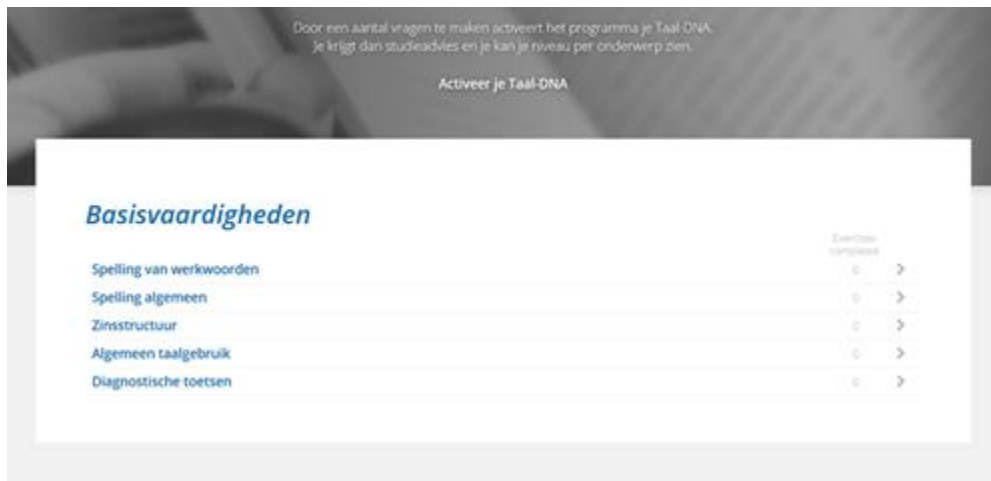 Door een aantal vragen te maken activeert het programma je Taal-DNA.
Je krijgt dan studieadvies en je kan je niveau per onderwerp zien.
Activeer je Taal-DNA
Basisvaardigheden
Exercises
completed
Spelling van werkwoorden 0
Spelling algemeen 0
Zinsstructuur 0
Algemeen taalgebruik 0
Diagnostische toetsen 0